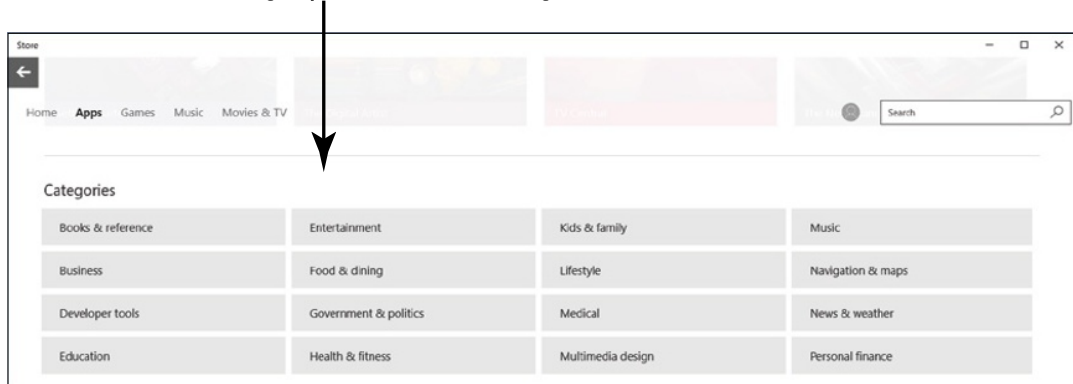 Store
Home Apps Games Music Movies & TV
Search
Categories
Books & reference Entertainment Kids & family Music
Business Food & dining Lifestyle Navigation & maps
Developer tools Government & politics Medical News & weather
Education Health & fitness Multimedia design Personal finance